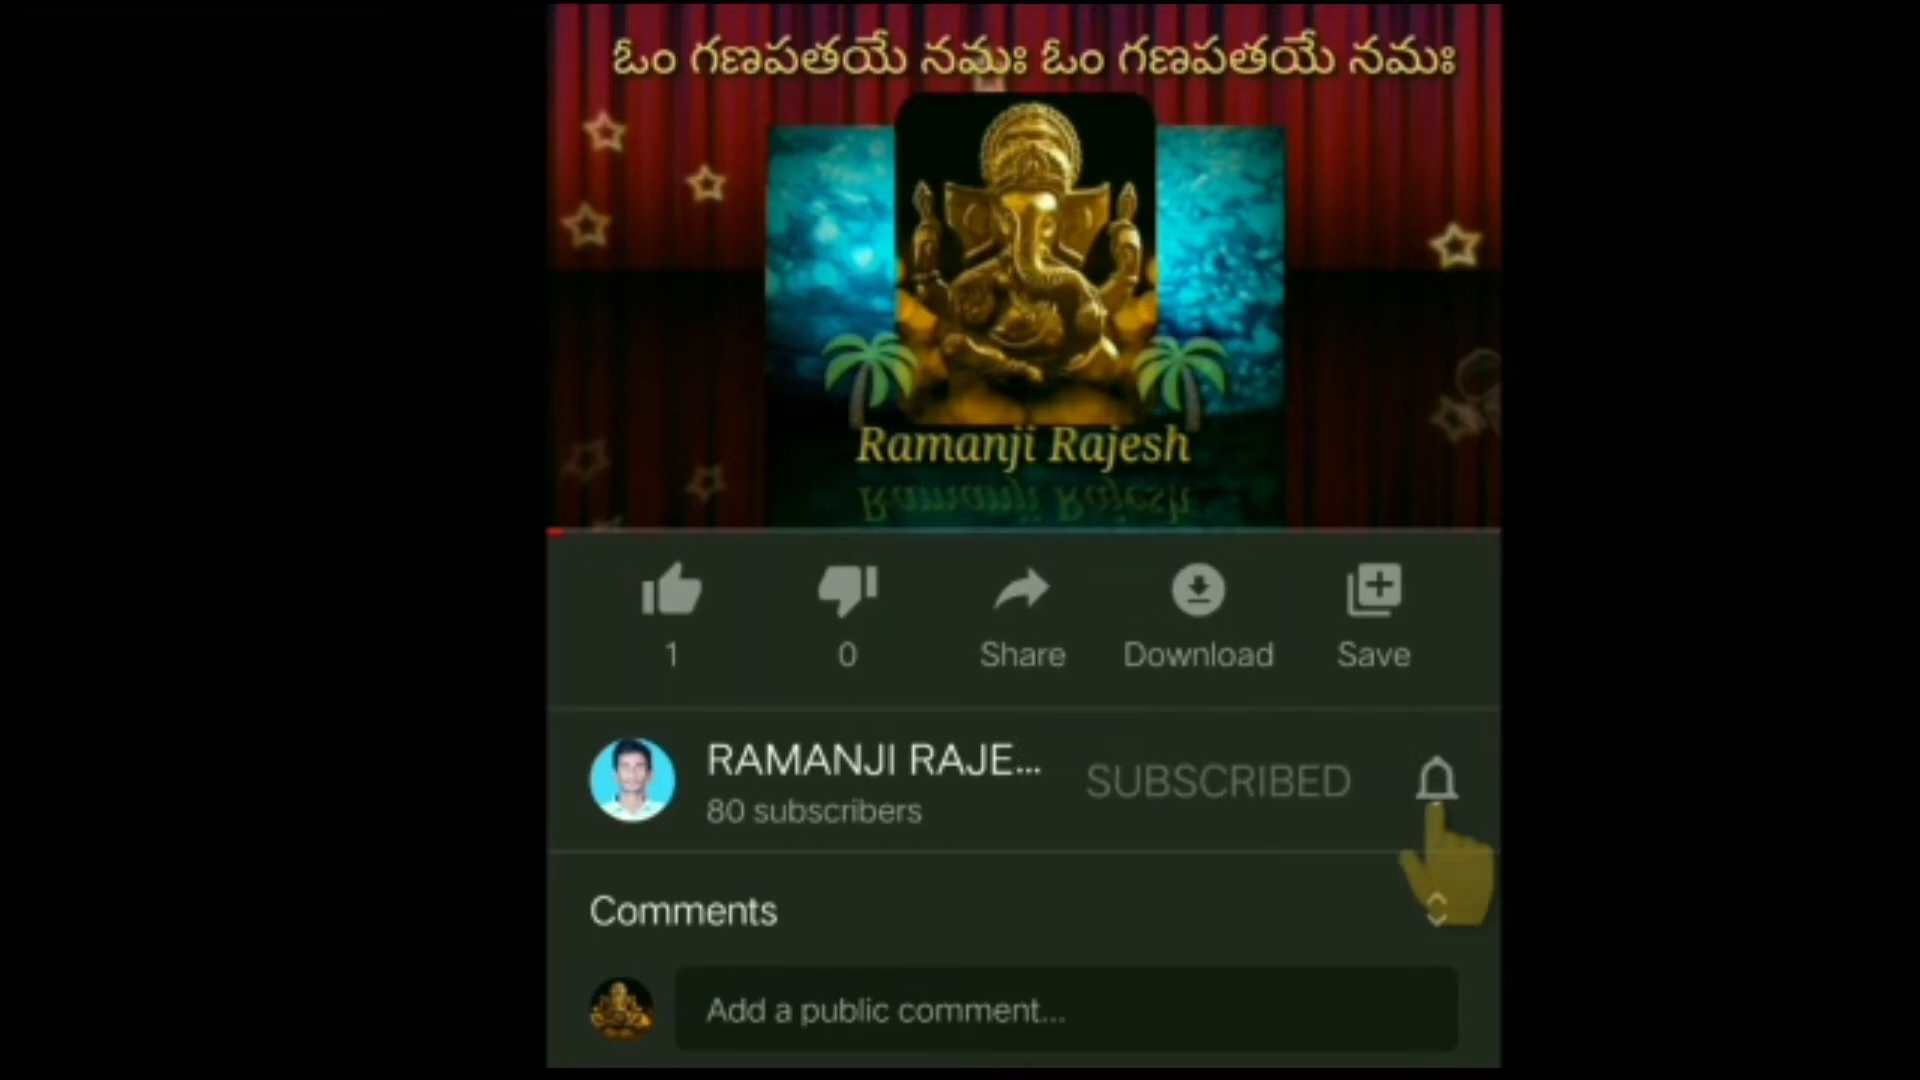 ఓం గణపతయే నమః ఓం గణపతయే నమః
Ramanji Rajesh
1
0
Share
Download
Save
RAMANJI RAJE...
SUBSCRIBED
80 subscribers
Comments
Add a public comment...